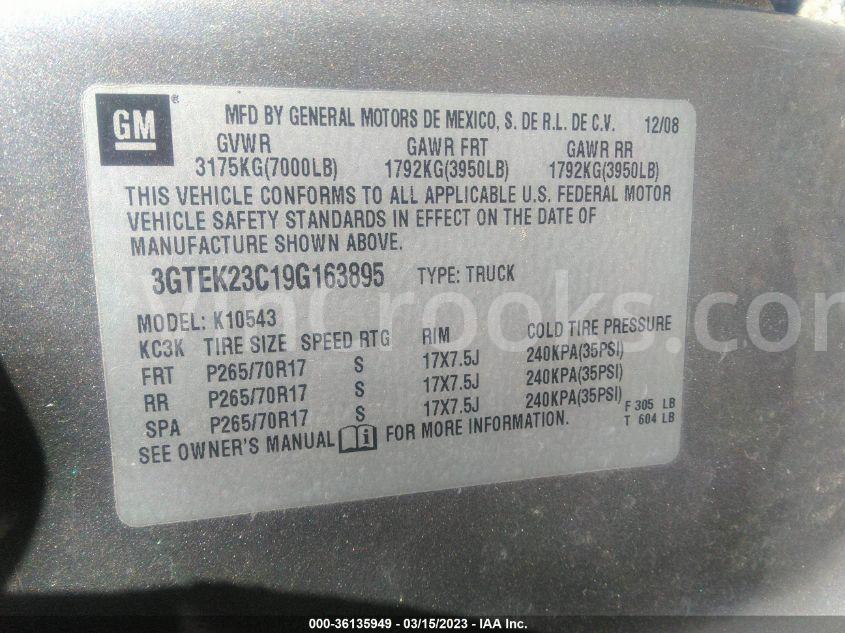 GM ® MFD BY GENERAL MOTORS DE MEXICO, S. DE R.L. DE C.V. 12/08
GVWR GAWR FRT GAWR RR
3175KG(7000LB) 1792KG(3950LB) 1792KG(3950LB)
THIS VEHICLE CONFORMS TO ALL APPLICABLE U.S. FEDERAL MOTOR
VEHICLE SAFETY STANDARDS IN EFFECT ON THE DATE OF
MANUFACTURE SHOWN ABOVE.
3GTEK23C19G163895 TYPE: TRUCK
VinCrooks.com
MODEL: K10543
KC3K TIRE SIZE SPEED RTG RIM COLD TIRE PRESSURE
FRT P265/70R17 S 17X7.5J 240KPA(35PSI)
RR P265/70R17 S 17X7.5J 240KPA(35PSI)
SPA P265/70R17 S 17X7.5J 240KPA(35PSI)
F 305 LB
T 604 LB
SEE OWNER'S MANUAL i FOR MORE INFORMATION.
000-36135949 - 03/15/2023 - IAA Inc.